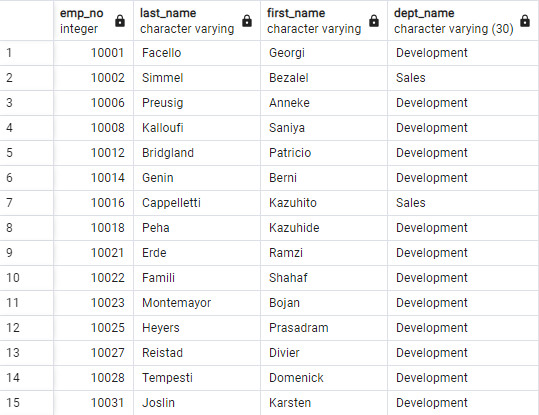 emp_no last_name first_name dept_name
integer character varying character varying character varying (30)
1 10001 Facello Georgi Development
2 10002 Simmel Bezalel Sales
3 10006 Preusig Anneke Development
4 10008 Kalloufi Saniya Development
5 10012 Bridgland Patricio Development
6 10014 Genin Berni Development
7 10016 Cappelletti Kazuhito Sales
8 10018 Peha Kazuhide Development
9 10021 Erde Ramzi Development
10 10022 Famili Shahaf Development
11 10023 Montemayor Bojan Development
12 10025 Heyers Prasadram Development
13 10027 Reistad Divier Development
14 10028 Tempesti Domenick Development
15 10031 Joslin Karsten Development